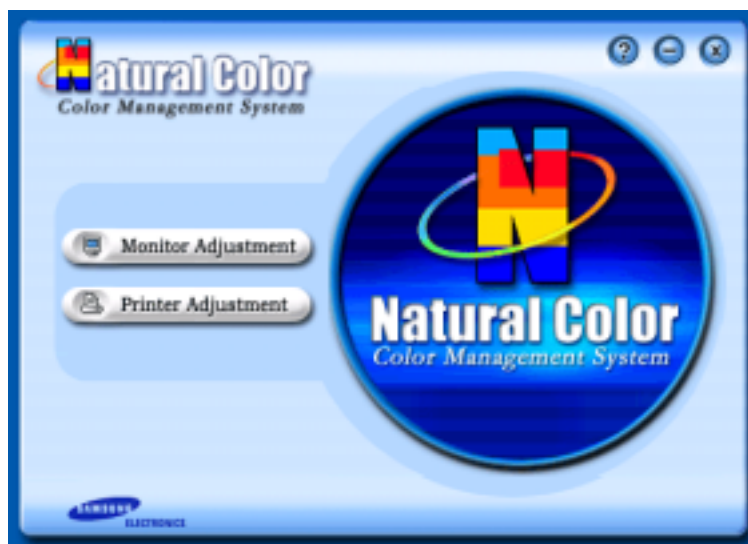 Natural Color
Color Management System
Monitor Adjustment
Printer Adjustment
Natural Color
Color Management System
SAMSUNG
ELECTRONICS